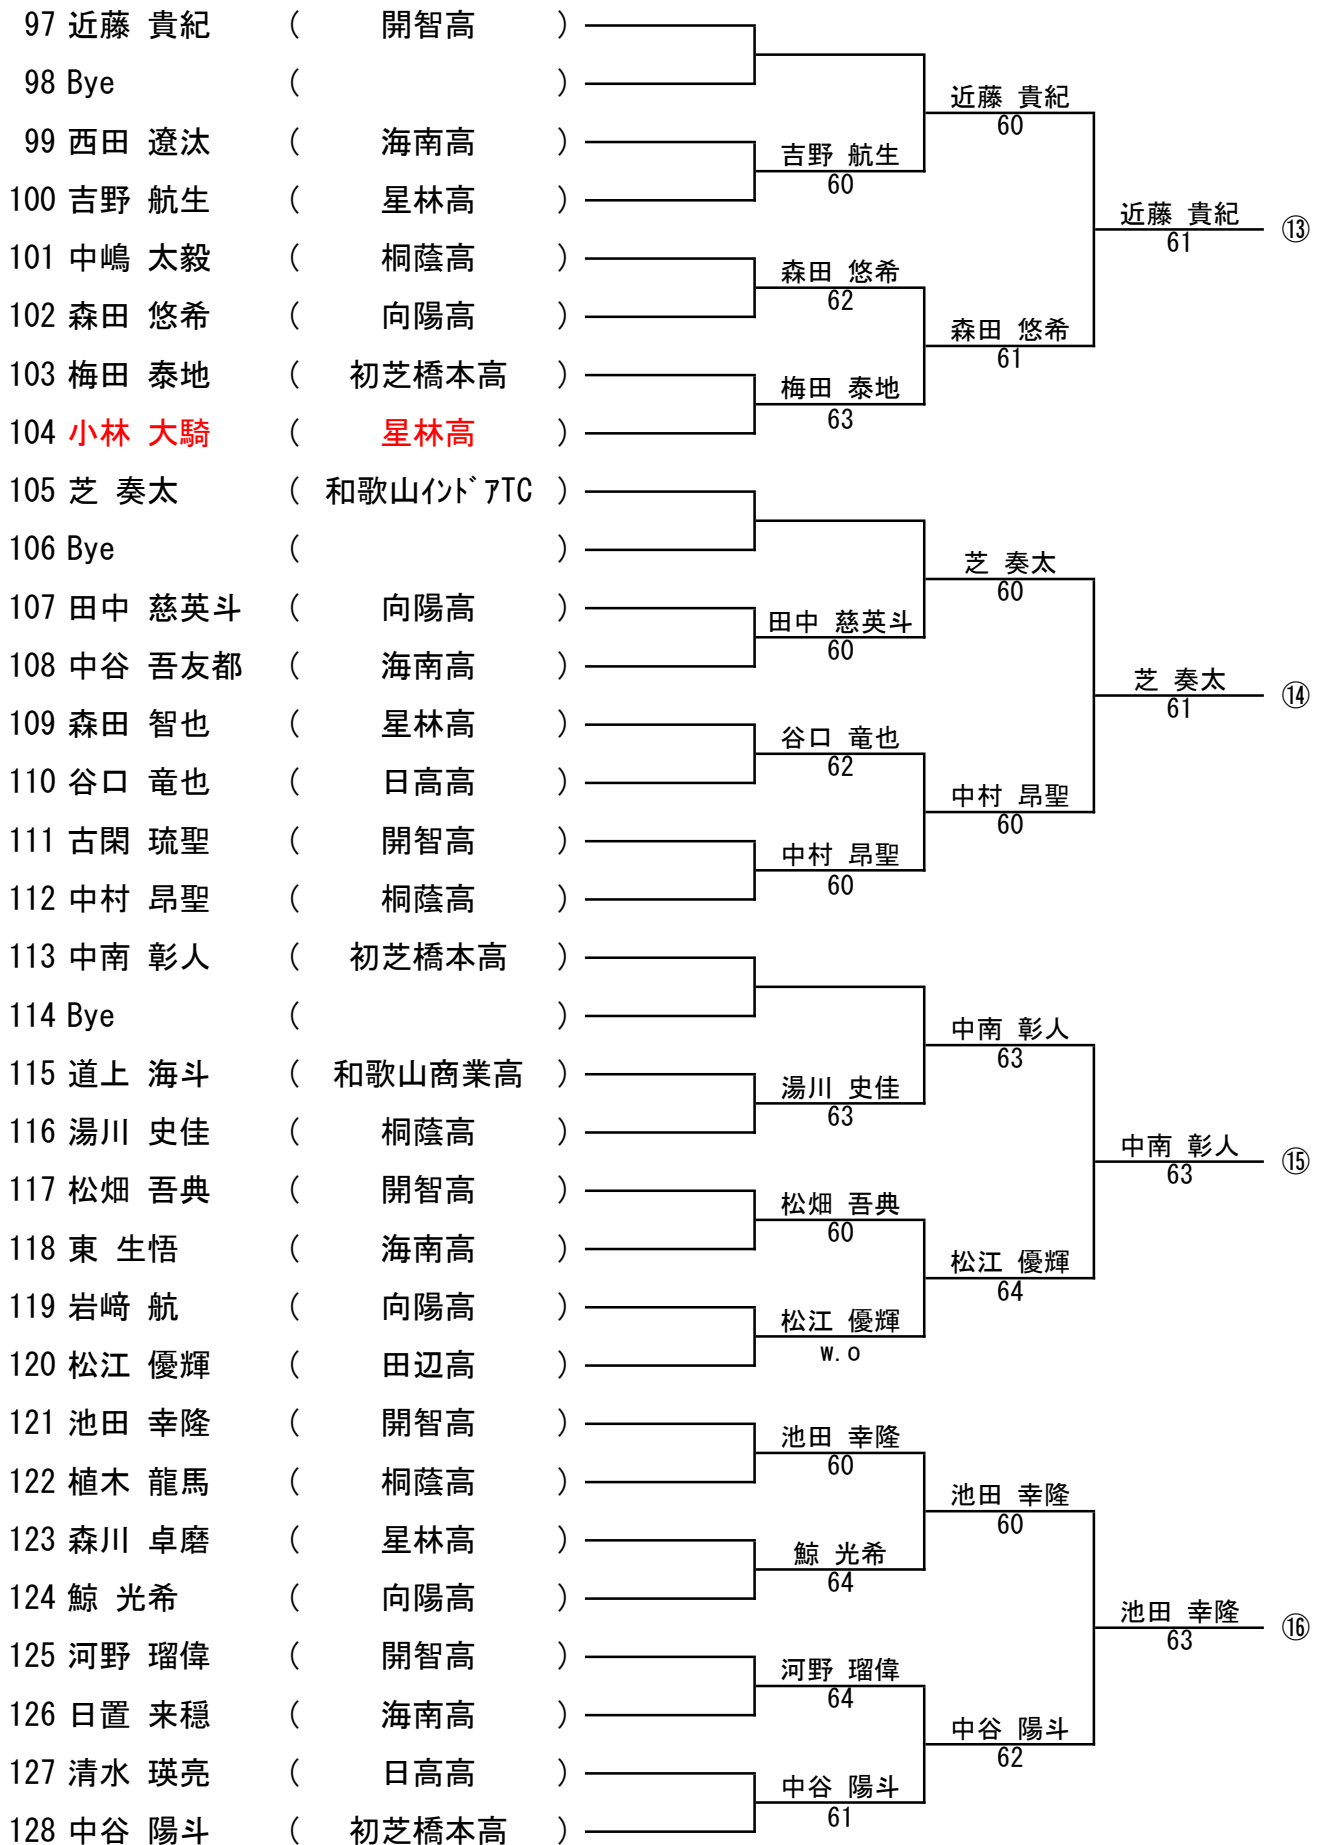 97 近藤 貴紀 ( 開智高 )
98 Bye ( )
近藤 貴紀
60
99 西田 遼汰 ( 海南高 )
吉野 航生
60
100 吉野 航生 ( 星林高 )
近藤 貴紀 ⑬
61
101 中嶋 太毅 ( 桐蔭高 )
森田 悠希
62
102 森田 悠希 ( 向陽高 )
森田 悠希
61
103 梅田 泰地 ( 初芝橋本高 )
梅田 泰地
63
104 小林 大騎 ( 星林高 )
105 芝 奏太 ( 和歌山インドアTC )
106 Bye ( )
芝 奏太
60
107 田中 慈英斗 ( 向陽高 )
田中 慈英斗
60
108 中谷 吾友都 ( 海南高 )
芝 奏太 ⑭
61
109 森田 智也 ( 星林高 )
谷口 竜也
62
110 谷口 竜也 ( 日高高 )
中村 昂聖
60
111 古閑 琉聖 ( 開智高 )
中村 昂聖
60
112 中村 昂聖 ( 桐蔭高 )
113 中南 彰人 ( 初芝橋本高 )
114 Bye ( )
中南 彰人
63
115 道上 海斗 ( 和歌山商業高 )
湯川 史佳
63
116 湯川 史佳 ( 桐蔭高 )
中南 彰人 ⑮
63
117 松畑 吾典 ( 開智高 )
松畑 吾典
60
118 東 生悟 ( 海南高 )
松江 優輝
64
119 岩﨑 航 ( 向陽高 )
松江 優輝
w.o
120 松江 優輝 ( 田辺高 )
121 池田 幸隆 ( 開智高 )
池田 幸隆
60
122 植木 龍馬 ( 桐蔭高 )
池田 幸隆
60
123 森川 卓磨 ( 星林高 )
鯨 光希
64
124 鯨 光希 ( 向陽高 )
池田 幸隆 ⑯
63
125 河野 瑠偉 ( 開智高 )
河野 瑠偉
64
126 日置 来穏 ( 海南高 )
中谷 陽斗
62
127 清水 瑛亮 ( 日高高 )
中谷 陽斗
61
128 中谷 陽斗 ( 初芝橋本高 )